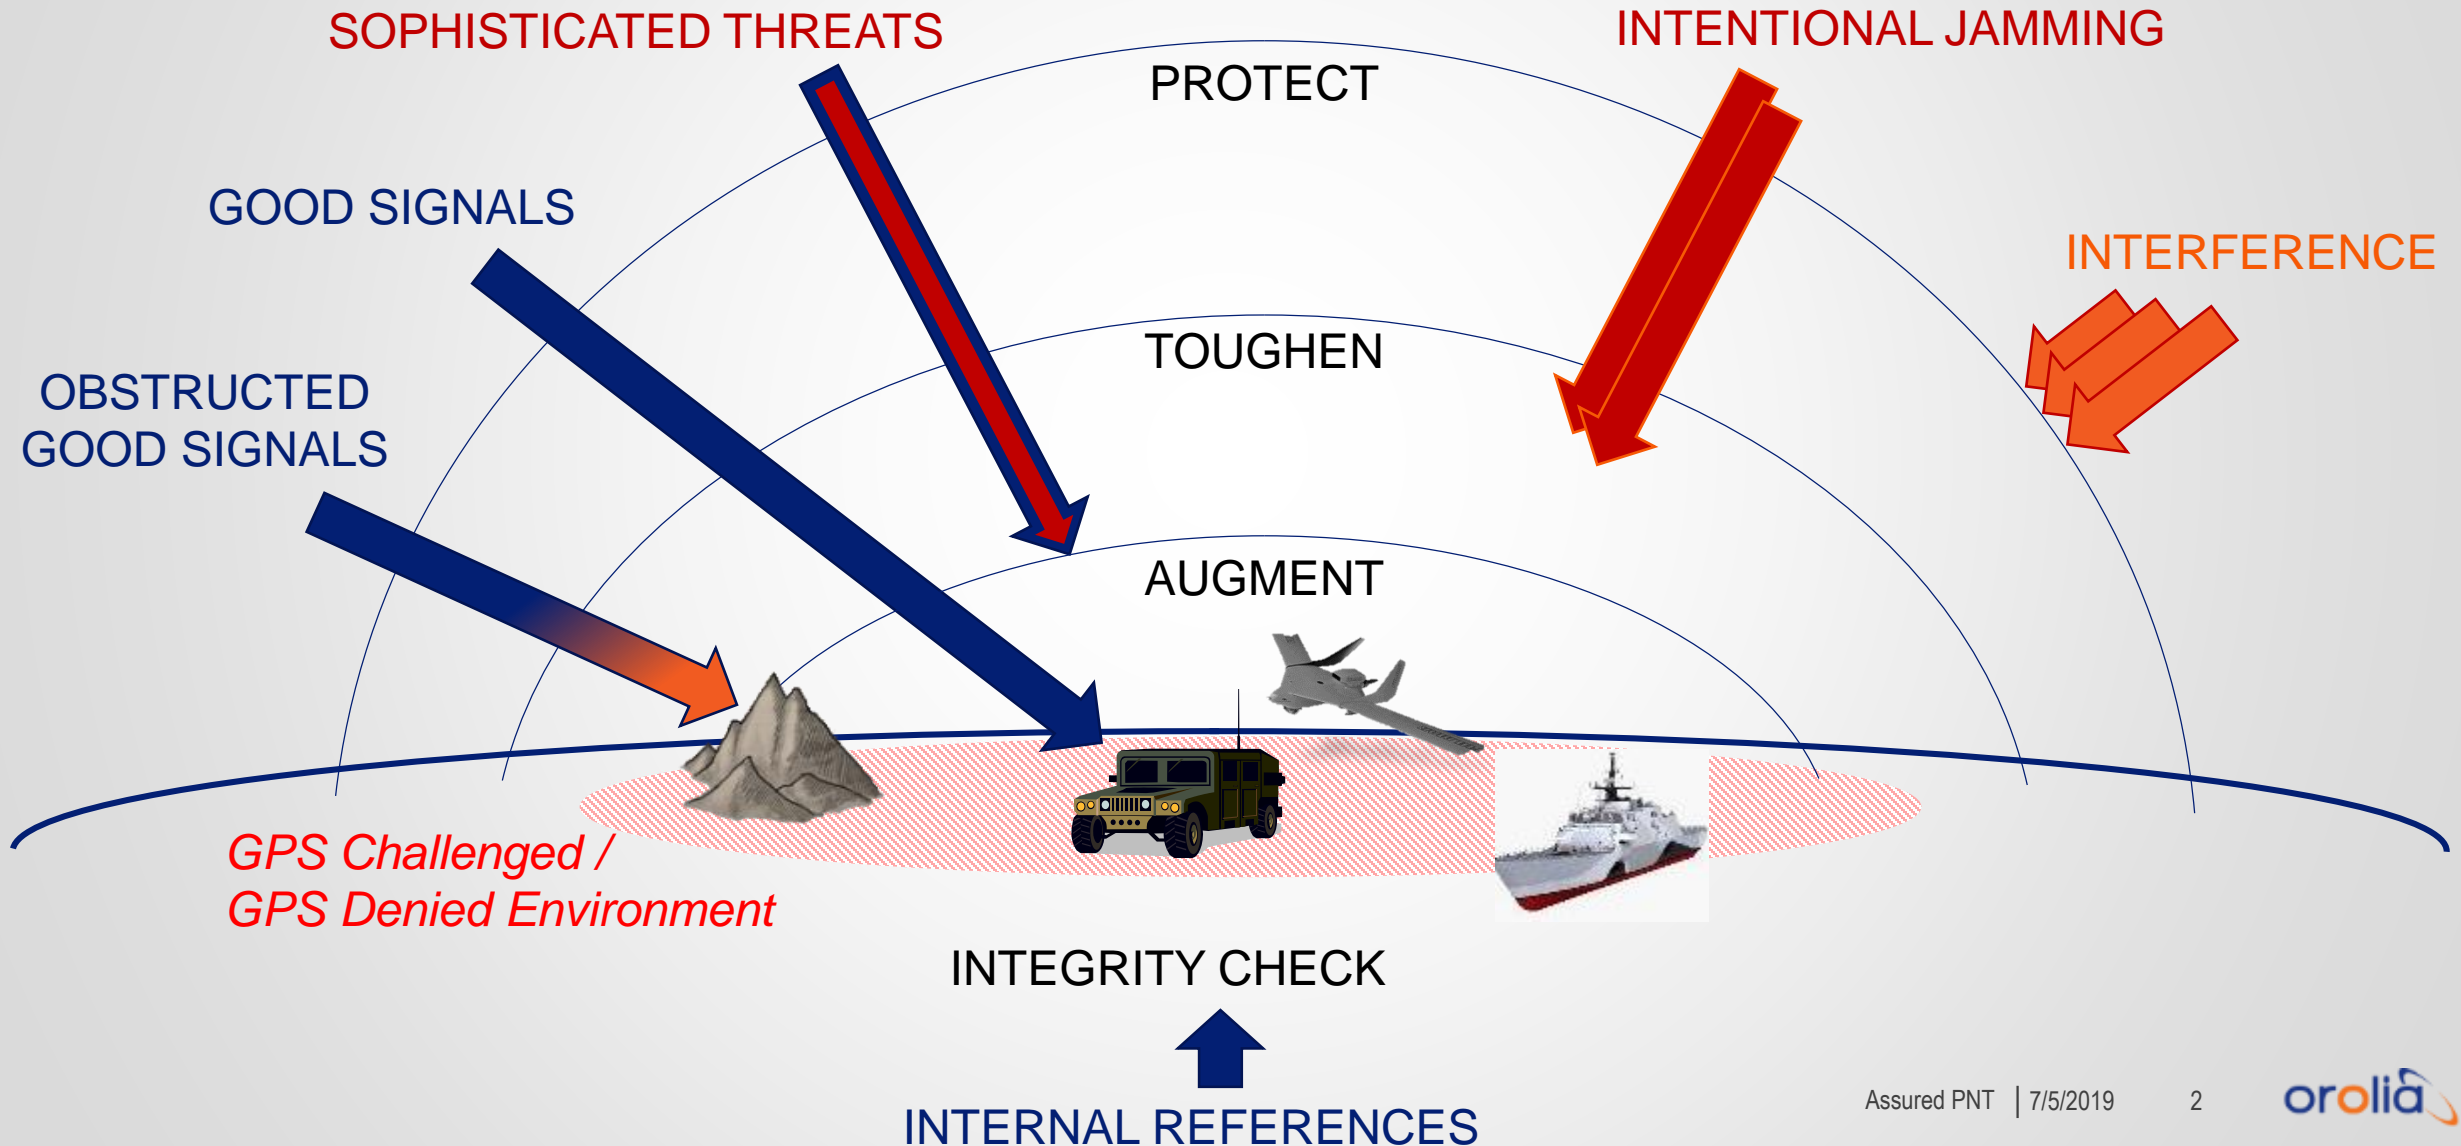 SOPHISTICATED THREATS
INTENTIONAL JAMMING
PROTECT
GOOD SIGNALS
INTERFERENCE
TOUGHEN
OBSTRUCTED
GOOD SIGNALS
AUGMENT
GPS Challenged /
GPS Denied Environment
INTEGRITY CHECK
INTERNAL REFERENCES
Assured PNT | 7/5/2019 2
orolia